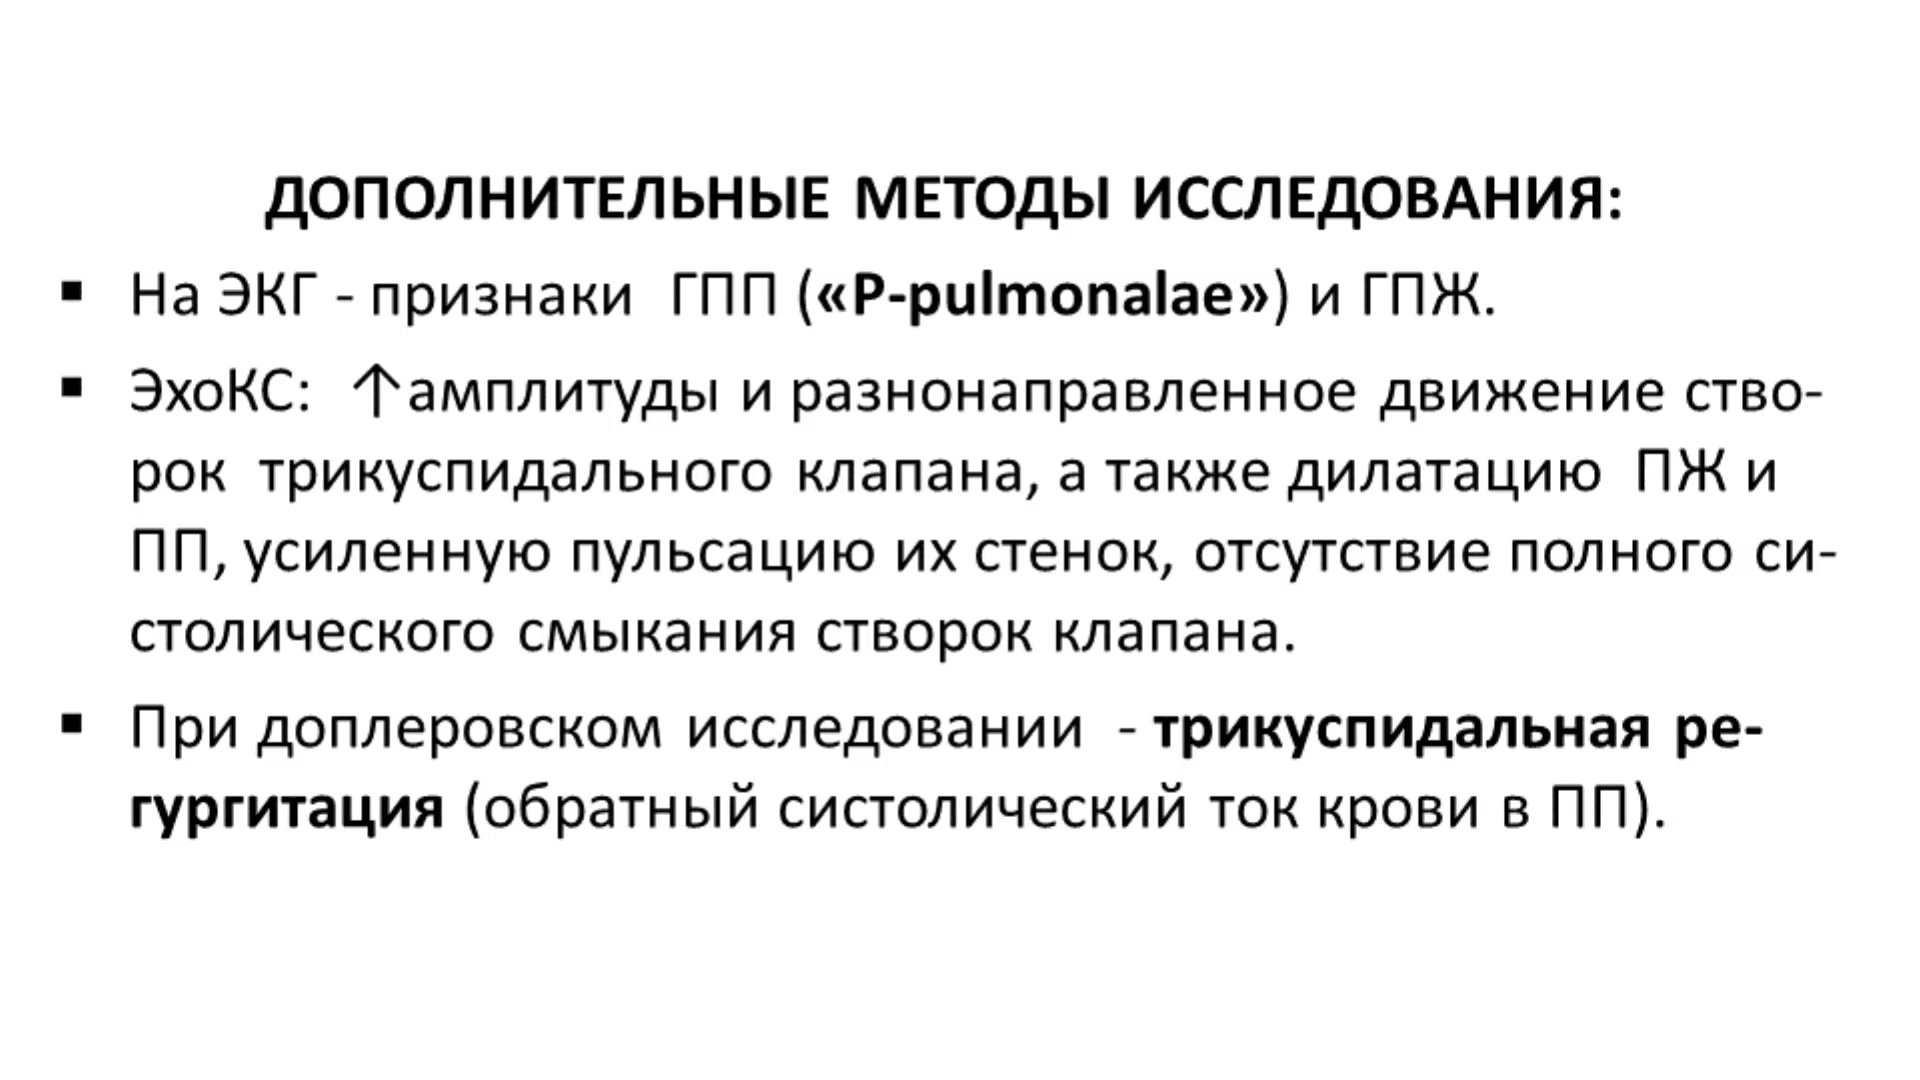 ДОПОЛНИТЕЛЬНЫЕ МЕТОДЫ ИССЛЕДОВАНИЯ:
▪ На ЭКГ - признаки ГПП («P-pulmonalae») и ГПЖ.
▪ ЭхоКС: ↑амплитуды и разнонаправленное движение ство-
рок трикуспидального клапана, а также дилатацию ПЖ и
ПП, усиленную пульсацию их стенок, отсутствие полного си-
столического смыкания створок клапана.
▪ При доплеровском исследовании - трикуспидальная ре-
гургитация (обратный систолический ток крови в ПП).